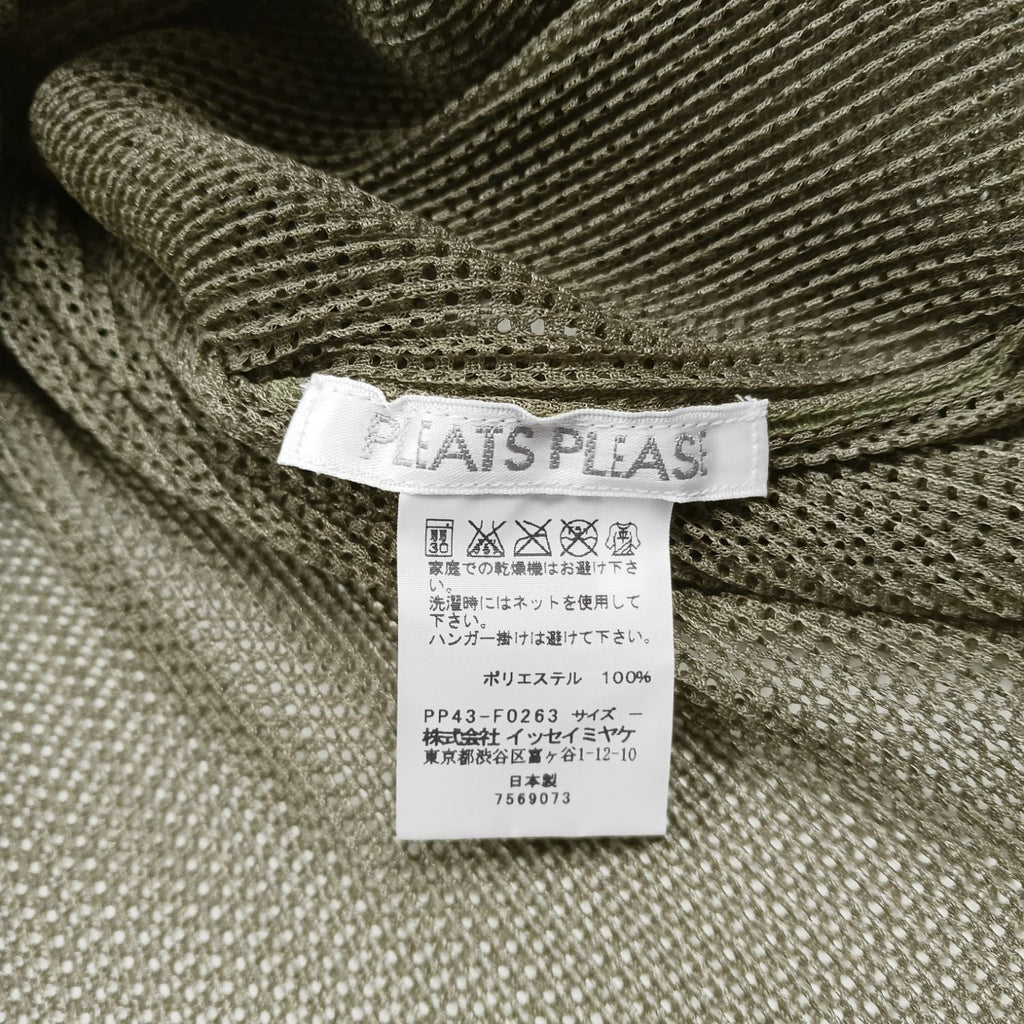 PLEATS PLEASE
弱 30 平
家庭での乾燥機はお避け下さ
い。
洗濯時にはネットを使用して
下さい。
ハンガー掛けは避けて下さい。
ポリエステル 100%
PP43-F0263 サイズ —
株式会社 イッセイミヤケ
東京都渋谷区富ヶ谷1-12-10
日本製
7569073